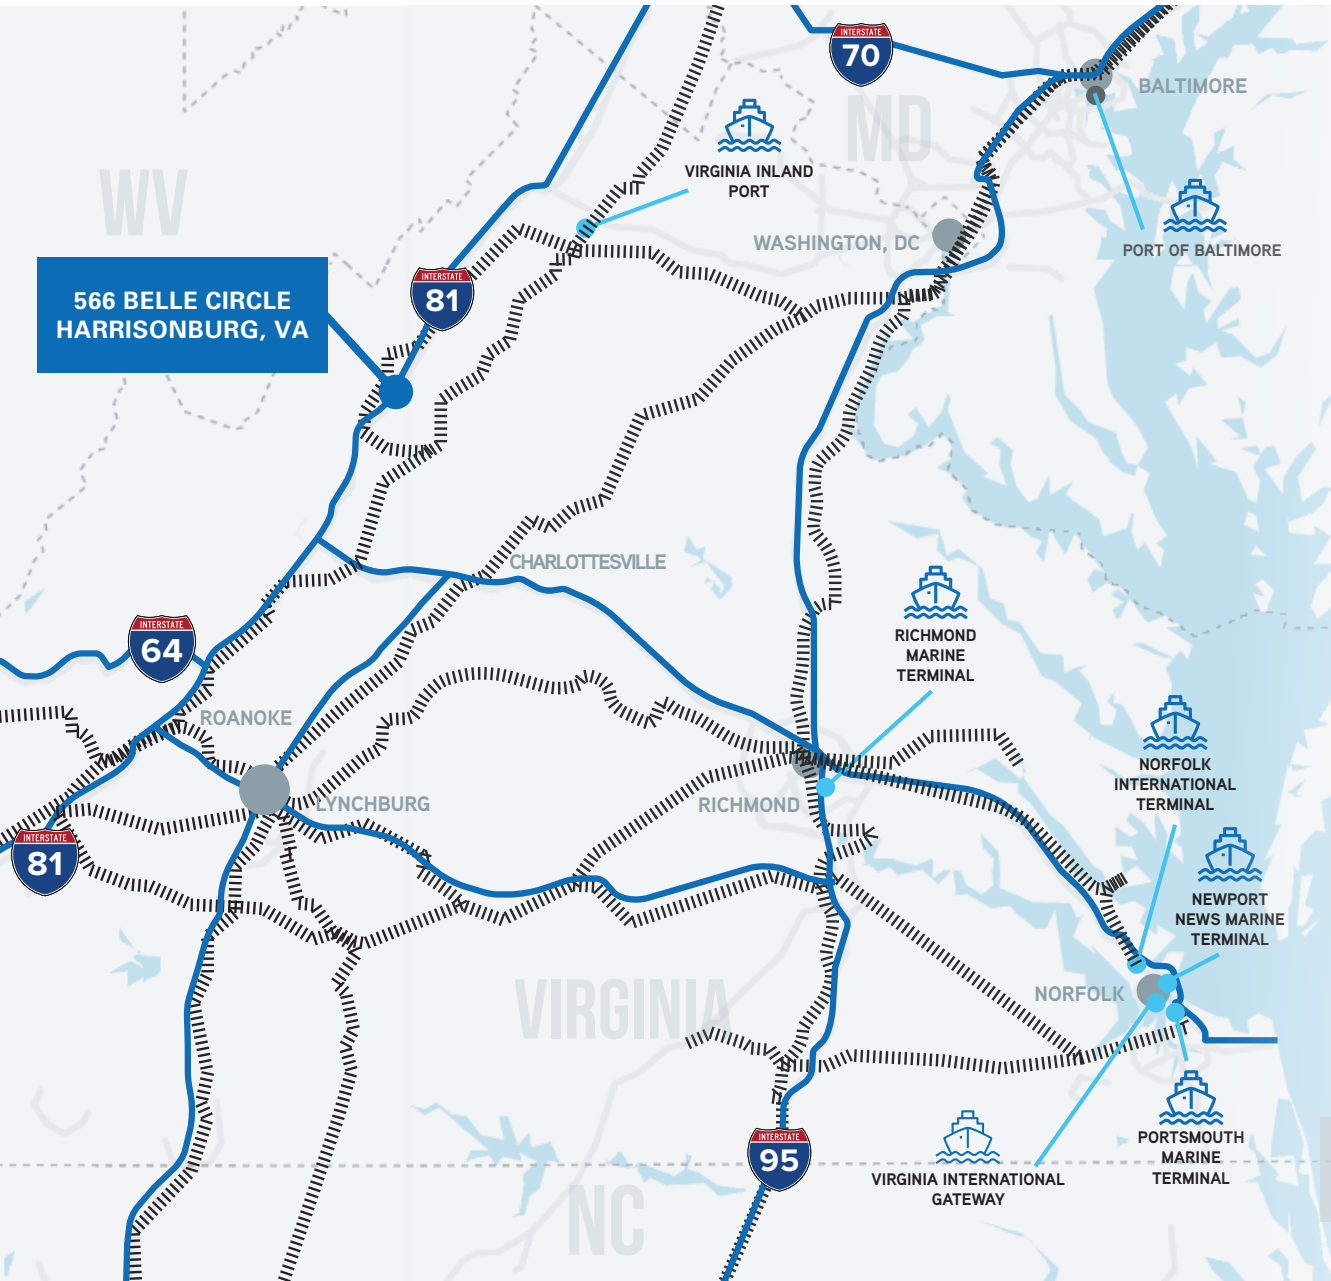 INTERSTATE
70
BALTIMORE
MD
VIRGINIA INLAND
PORT
WV
WASHINGTON, DC
PORT OF BALTIMORE
566 BELLE CIRCLE
HARRISONBURG, VA
INTERSTATE
81
CHARLOTTESVILLE
INTERSTATE
64
RICHMOND
MARINE
TERMINAL
ROANOKE
LYNCHBURG
RICHMOND
NORFOLK
INTERNATIONAL
TERMINAL
INTERSTATE
81
NEWPORT
NEWS MARINE
TERMINAL
VIRGINIA
NORFOLK
INTERSTATE
95
PORTSMOUTH
MARINE
TERMINAL
VIRGINIA INTERNATIONAL
GATEWAY
NC